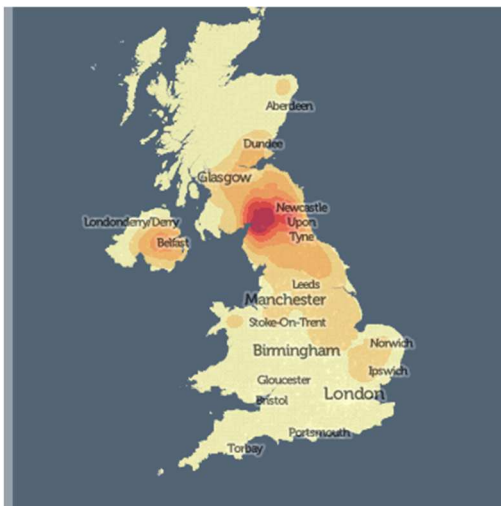 Aberdeen
Dundee
Glasgow
Newcastle
Upon
Tyne
Londonderry/Derry
Belfast
Leeds
Manchester
Stoke-On-Trent
Norwich
Birmingham
Ipswich
Gloucester
London
Bristol
Portsmouth
Torbay